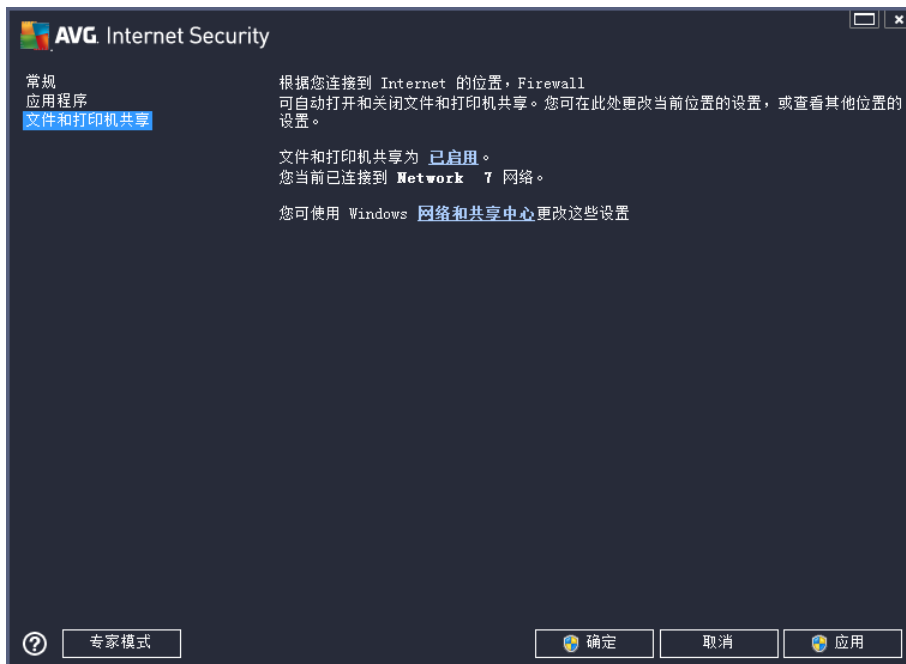 AVG. Internet Security
常规
应用程序
文件和打印机共享
根据您连接到 Internet 的位置，Firewall
可自动打开和关闭文件和打印机共享。您可在此处更改当前位置的设置，或查看其他位置的
设置。
文件和打印机共享为 已启用。
您当前已连接到 Network 7 网络。
您可使用 Windows 网络和共享中心更改这些设置
? 专家模式 确定 取消 应用